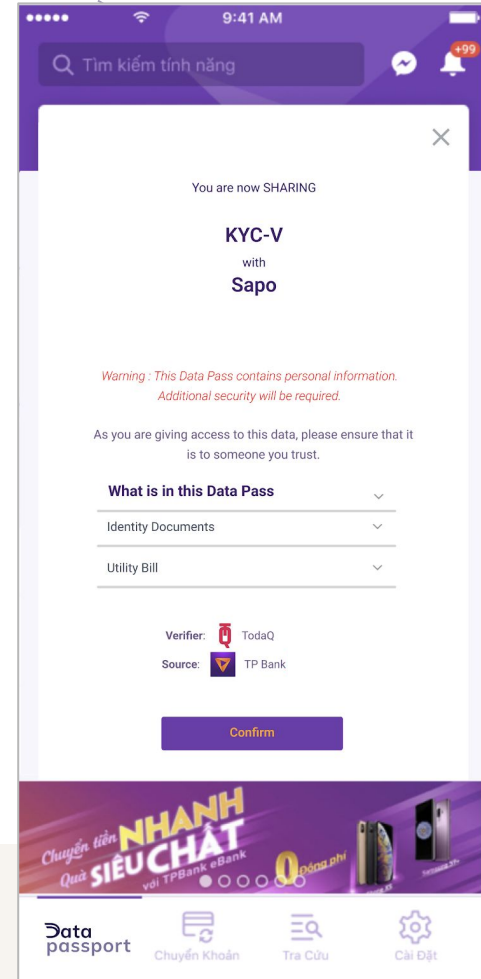 9:41 AM
Tìm kiếm tính năng
+99
You are now SHARING
KYC-V
with
Sapo
Warning : This Data Pass contains personal information.
Additional security will be required.
As you are giving access to this data, please ensure that it
is to someone you trust.
What is in this Data Pass
Identity Documents
Utility Bill
Verifier: TodaQ
Source: TP Bank
Confirm
Chuyển tiền NHANH
Quà SIÊU CHẤT
với TPBank eBank
0 đóng phí
Data
passport
Chuyển Khoản
Tra Cứu
Cài Đặt